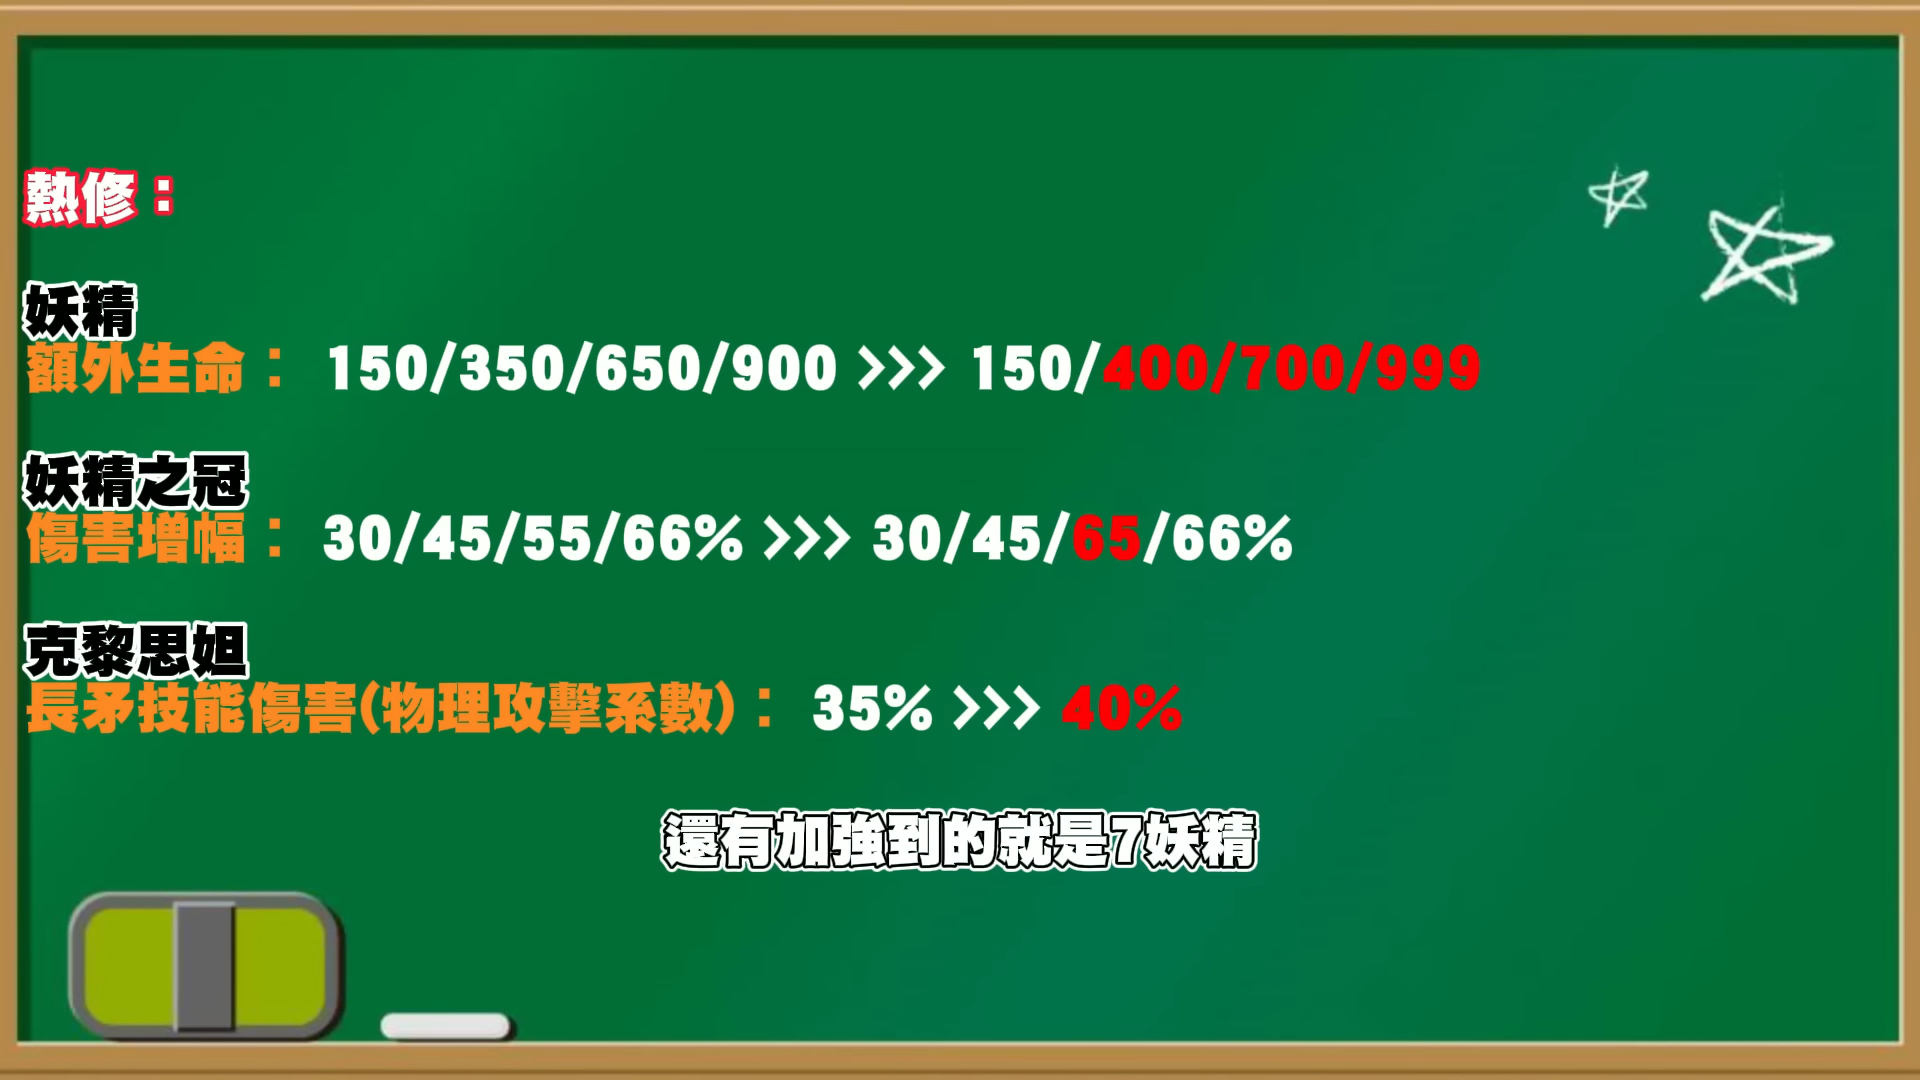 熱修：
妖精
額外生命： 150/350/650/900 >>> 150/400/700/999
妖精之冠
傷害增幅： 30/45/55/66% >>> 30/45/65/66%
克黎思妲
長矛技能傷害(物理攻擊系數)： 35% >>> 40%
還有加強到的就是7妖精